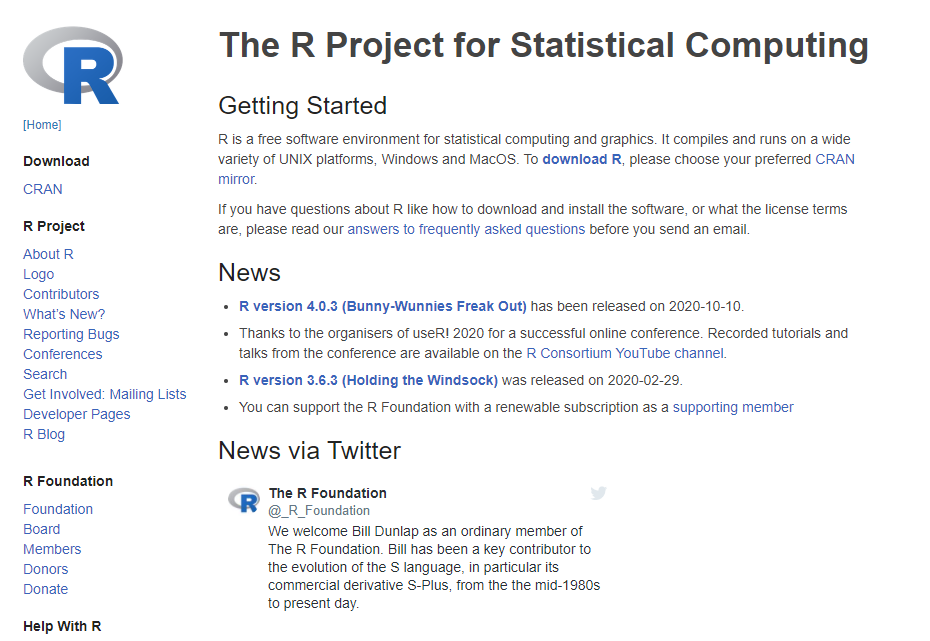 R
[Home]
Download
CRAN
R Project
About R
Logo
Contributors
What's New?
Reporting Bugs
Conferences
Search
Get Involved: Mailing Lists
Developer Pages
R Blog
R Foundation
Foundation
Board
Members
Donors
Donate
Help With R
The R Project for Statistical Computing
Getting Started
R is a free software environment for statistical computing and graphics. It compiles and runs on a wide
variety of UNIX platforms, Windows and MacOS. To download R, please choose your preferred CRAN
mirror.
If you have questions about R like how to download and install the software, or what the license terms
are, please read our answers to frequently asked questions before you send an email.
News
• R version 4.0.3 (Bunny-Wunnies Freak Out) has been released on 2020-10-10.
• Thanks to the organisers of useR! 2020 for a successful online conference. Recorded tutorials and
talks from the conference are available on the R Consortium YouTube channel.
• R version 3.6.3 (Holding the Windsock) was released on 2020-02-29.
• You can support the R Foundation with a renewable subscription as a supporting member
News via Twitter
R
The R Foundation
@_R_Foundation
We welcome Bill Dunlap as an ordinary member of
The R Foundation. Bill has been a key contributor to
the evolution of the S language, in particular its
commercial derivative S-Plus, from the the mid-1980s
to present day.